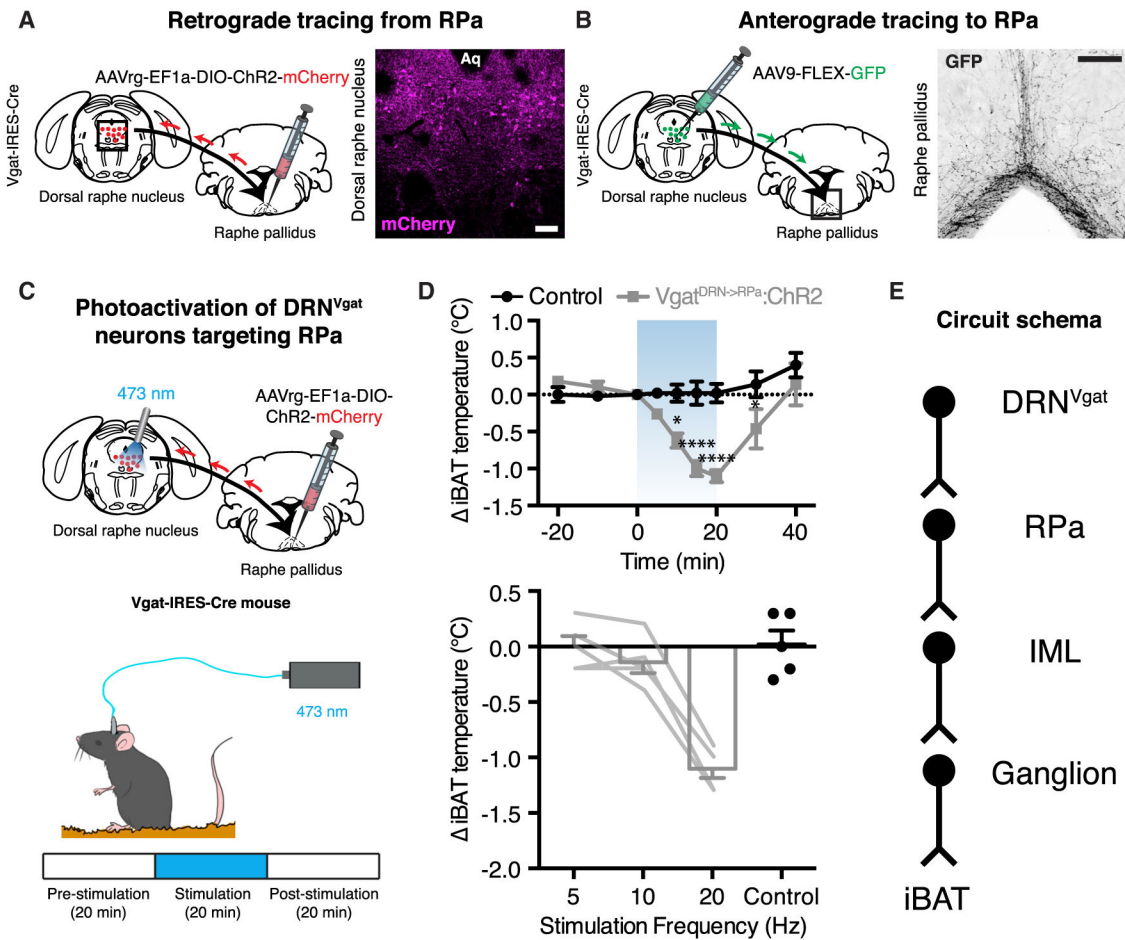 A
Retrograde tracing from RPa
Vgat-IRES-Cre
AAVrg-EF1a-DIO-ChR2-mCherry
Dorsal raphe nucleus
Raphe pallidus
Dorsal raphe nucleus
Aq
mCherry
B
Anterograde tracing to RPa
Vgat-IRES-Cre
AAV9-FLEX-GFP
Dorsal raphe nucleus
Raphe pallidus
Raphe pallidus
GFP
C
Photoactivation of DRNVgat
neurons targeting RPa
473 nm
AAVrg-EF1a-DIO-
ChR2-mCherry
Dorsal raphe nucleus
Raphe pallidus
Vgat-IRES-Cre mouse
473 nm
Pre-stimulation
(20 min)
Stimulation
(20 min)
Post-stimulation
(20 min)
D
Control
VgatDRN->RPa:ChR2
Δ iBAT temperature (°C)
1.0
0.5
0.0
-0.5
-1.0
-1.5
*
****
****
*
-20
0
20
40
Time (min)
Δ iBAT temperature (°C)
0.5
0.0
-0.5
-1.0
-1.5
-2.0
5
10
20
Control
Stimulation Frequency (Hz)
E
Circuit schema
DRNVgat
RPa
IML
Ganglion
iBAT